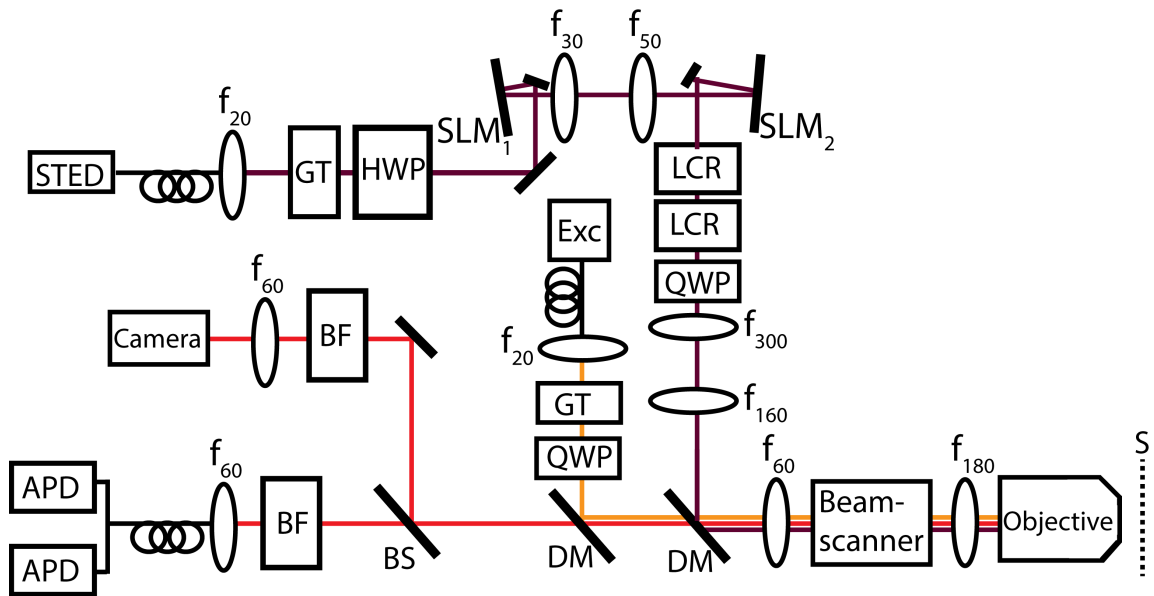 f30
f50
f20
SLM1
SLM2
STED
GT
HWP
LCR
LCR
Exc
QWP
f60
Camera
BF
f20
f300
GT
f160
QWP
f60
f60
f180
S
APD
APD
BF
BS
DM
DM
Beam-
scanner
Objective